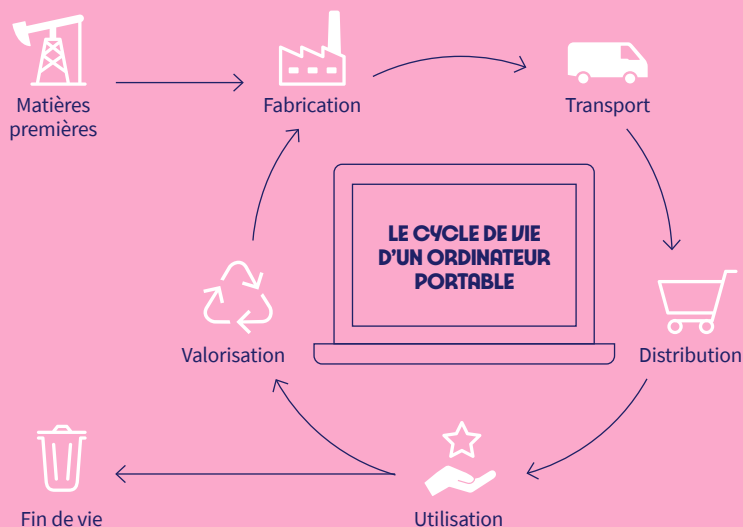 Matières
premières
Fabrication
Transport
LE CYCLE DE VIE
D'UN ORDINATEUR
PORTABLE
Valorisation
Distribution
Fin de vie
Utilisation